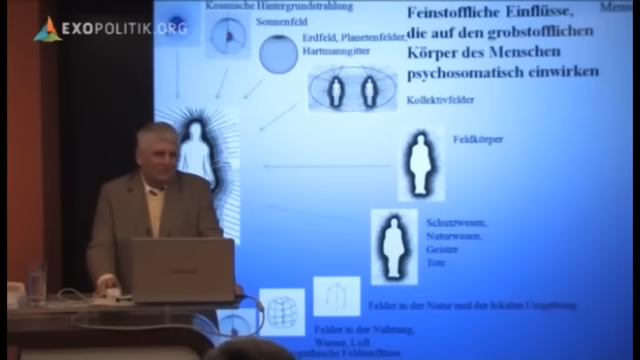 EXOPOLITIK.ORG
Kosmische Hintergrundstrahlung
Sonnenfeld
Erdfeld, Planetenfelder,
Hartmanngitter
Feinstoffliche Einflüsse,
die auf den grobstofflichen
Körper des Menschen
psychosomatisch einwirken
Kollektivfelder
Feldkörper
Schutzwesen,
Naturwesen,
Geister
Tote
Felder in der Natur und der lokalen Umgebung
Felder in der Nahrung,
Wasser, Luft